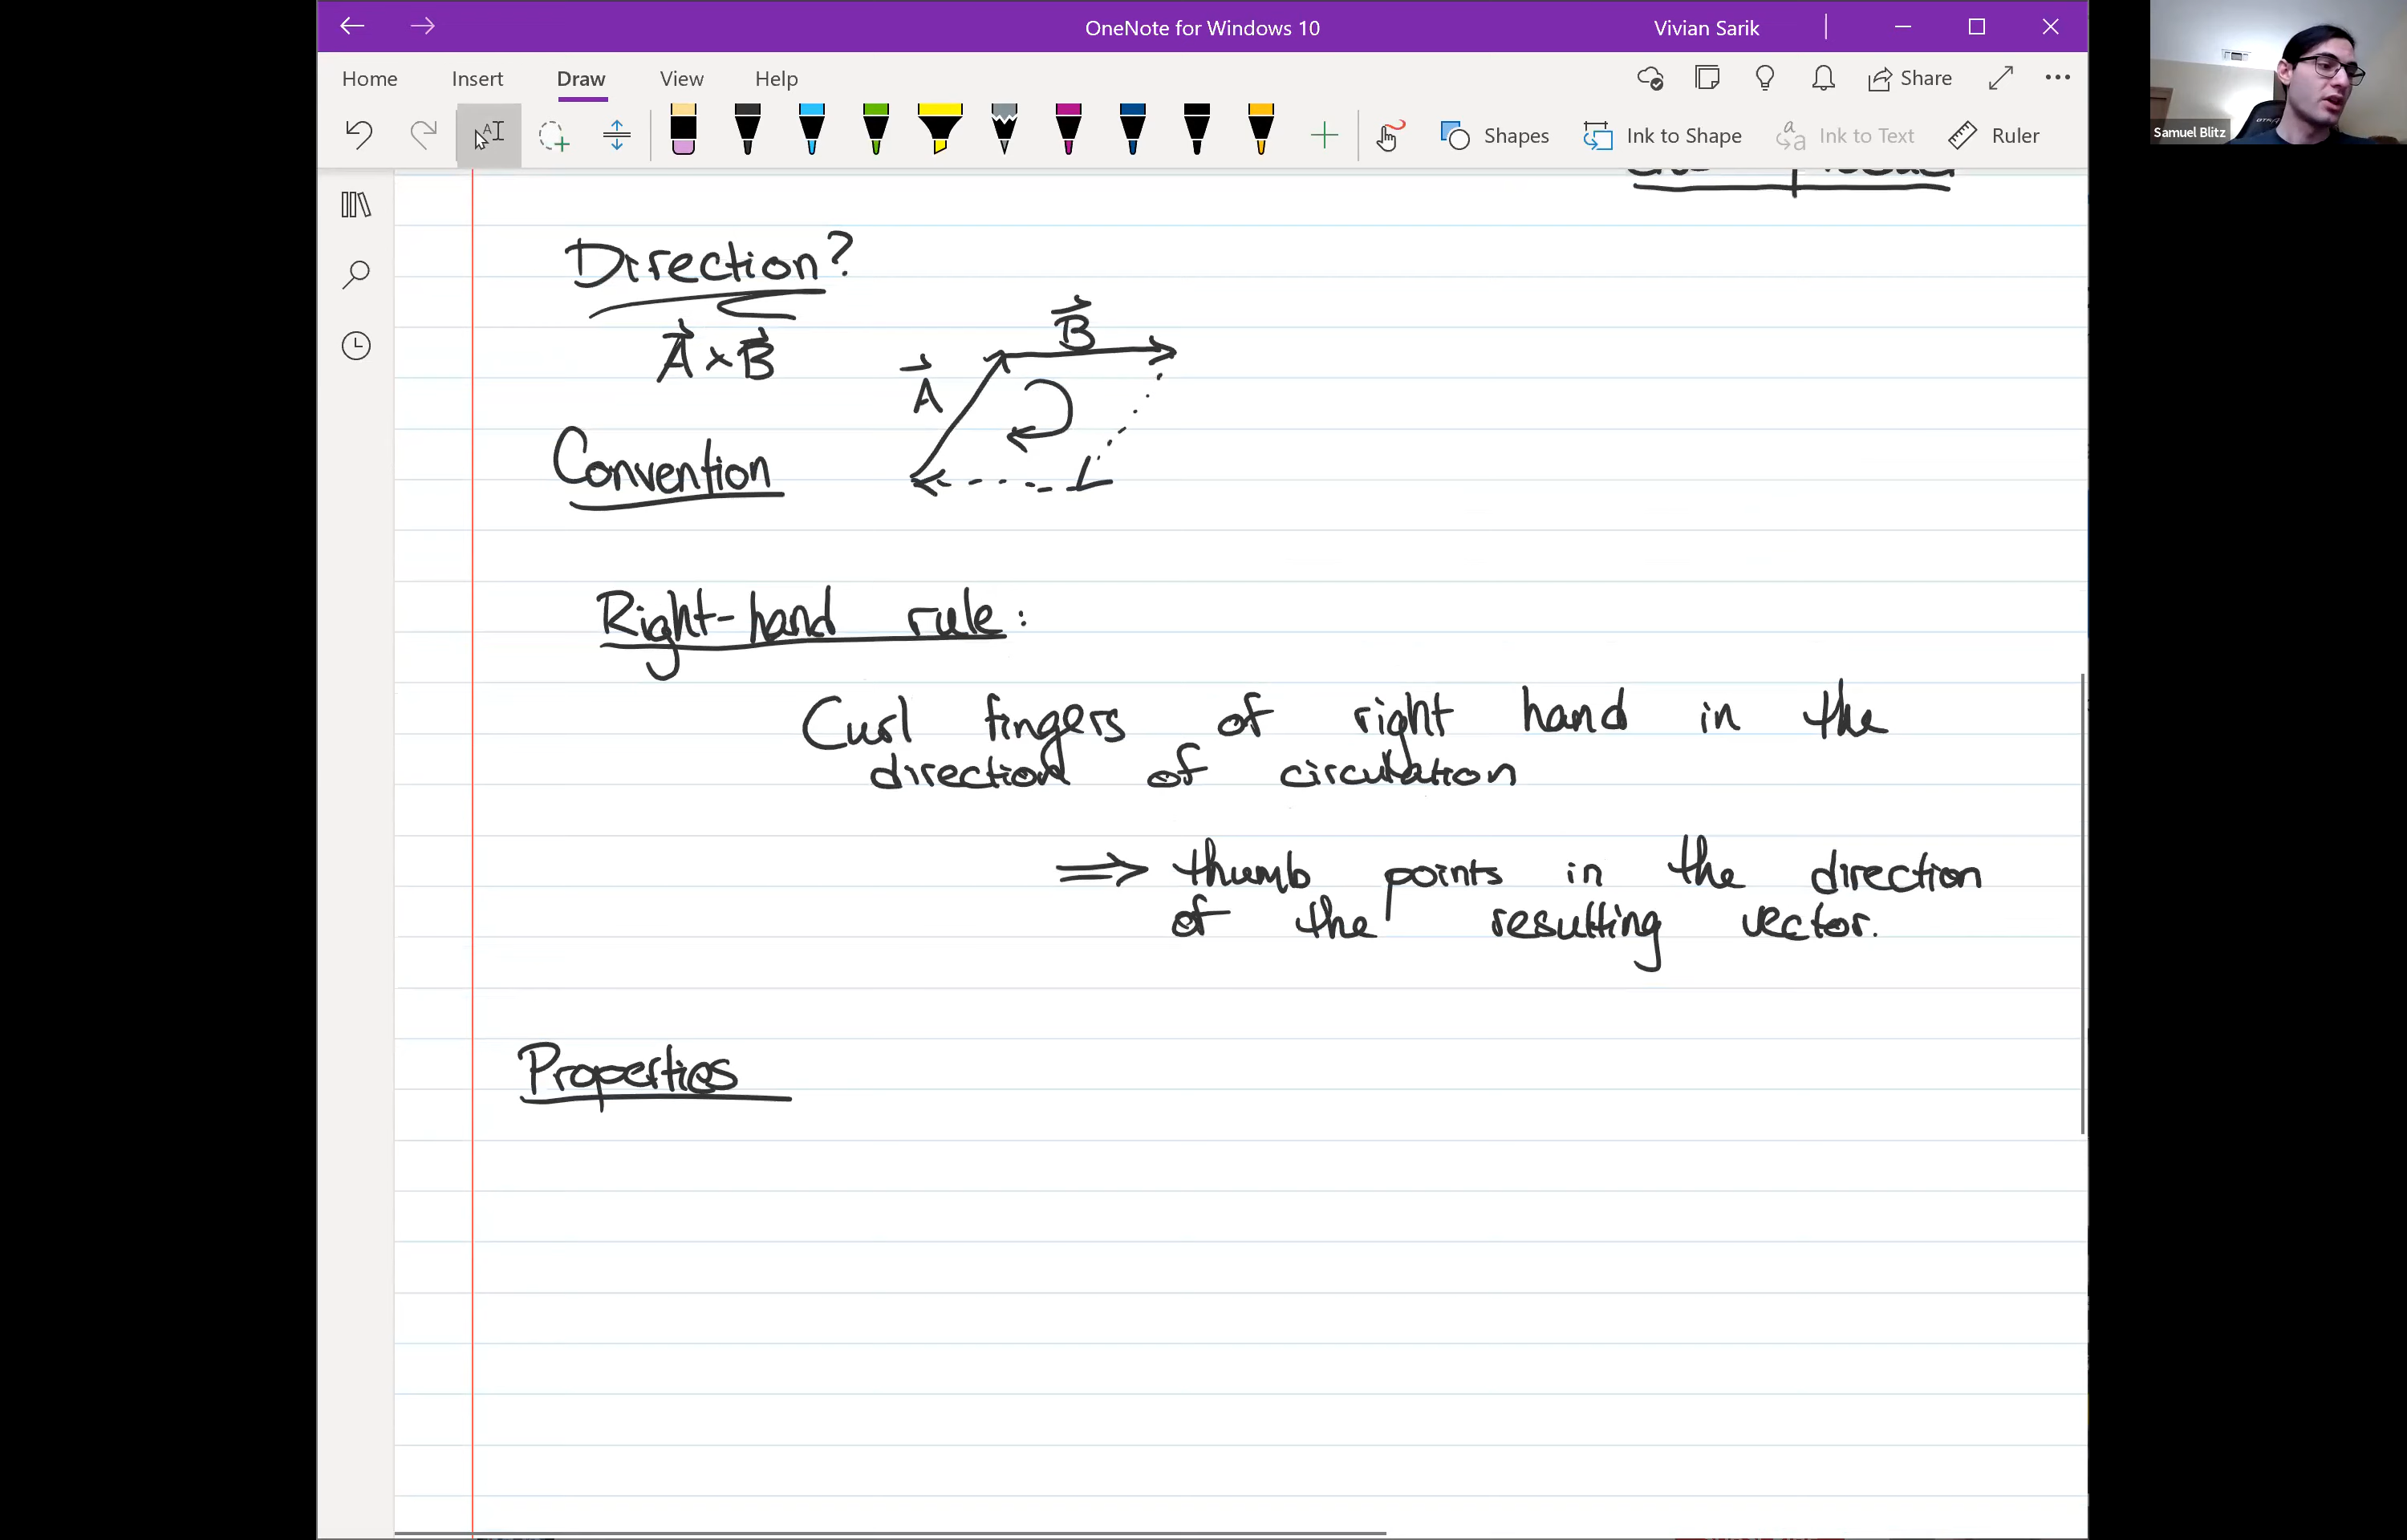 OneNote for Windows 10
Vivian Sarik
Home Insert Draw View Help
Share
Shapes
Ink to Shape
Ink to Text
Ruler
Samuel Blitz
Direction?
A⃗ × B⃗
A⃗
B⃗
Convention
Right-hand rule:
Curl fingers of right hand in the
direction of circulation
⇒ thumb points in the direction
of the resulting vector.
Properties